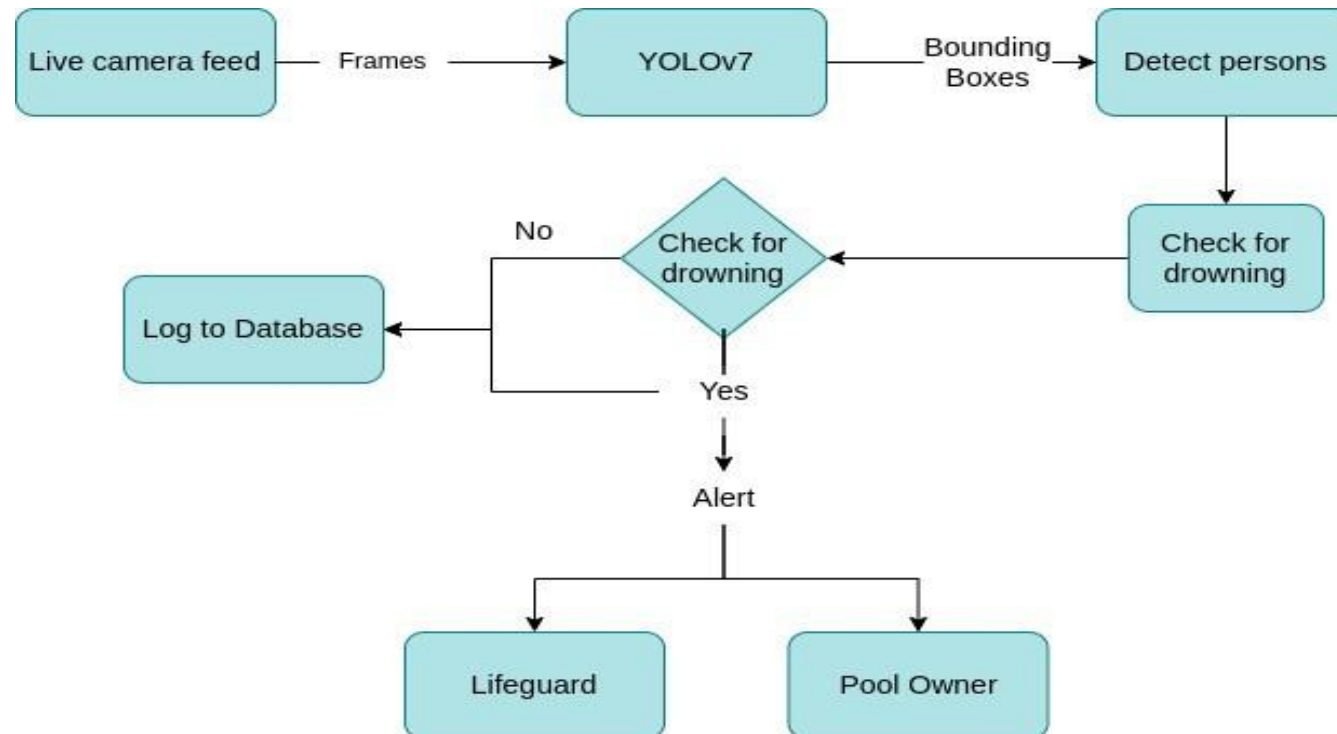 Live camera feed
Frames
YOLOv7
Bounding
Boxes
Detect persons
Check for
drowning
Check for
drowning
No
Log to Database
Yes
Alert
Lifeguard
Pool Owner